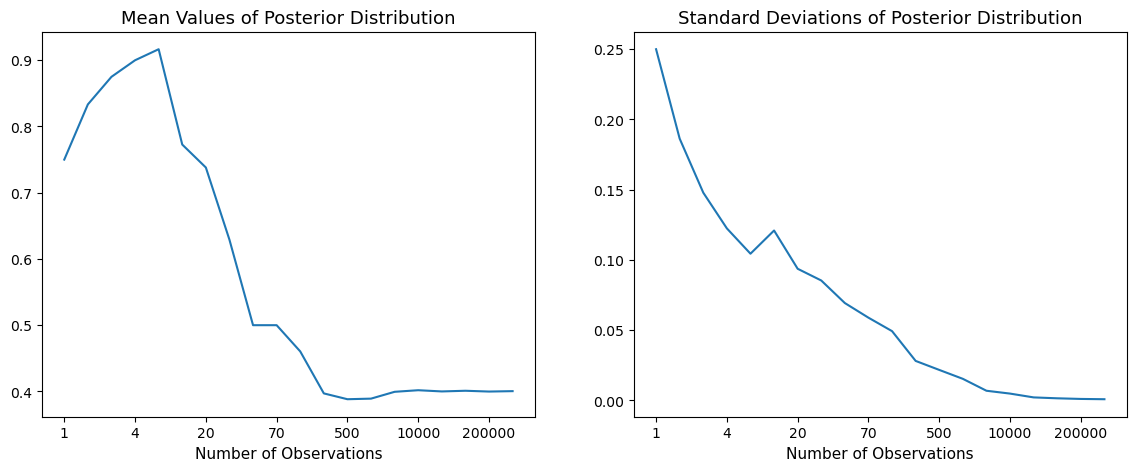 Mean Values of Posterior Distribution
0.9
0.8
0.7
0.6
0.5
0.4
1 4 20 70 500 10000 200000
Number of Observations
Standard Deviations of Posterior Distribution
0.25
0.20
0.15
0.10
0.05
0.00
1 4 20 70 500 10000 200000
Number of Observations